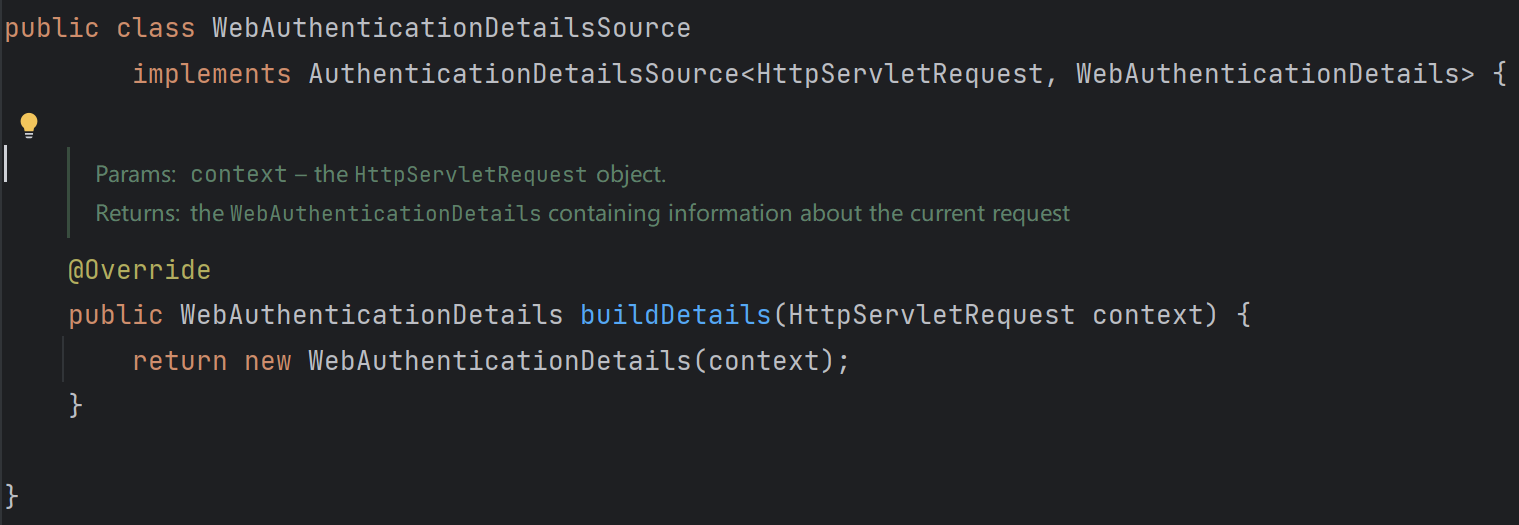 public class WebAuthenticationDetailsSource
implements AuthenticationDetailsSource<HttpServletRequest, WebAuthenticationDetails> {
Params: context – the HttpServletRequest object.
Returns: the WebAuthenticationDetails containing information about the current request
@Override
public WebAuthenticationDetails buildDetails(HttpServletRequest context) {
return new WebAuthenticationDetails(context);
}
}